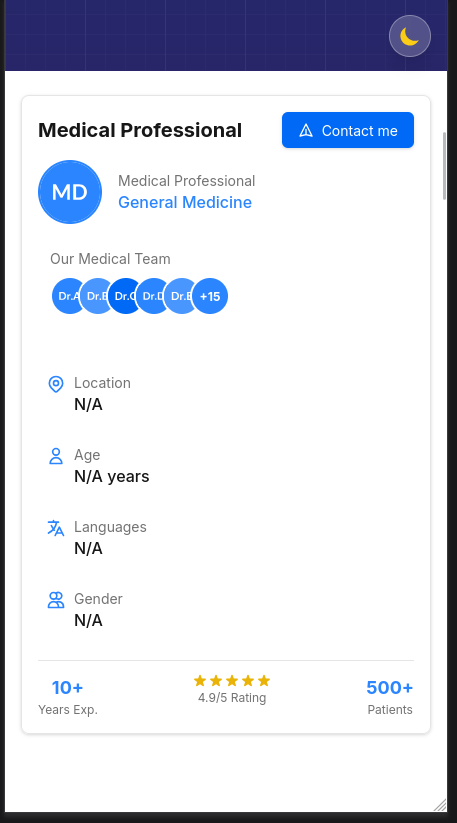 Medical Professional
Contact me
MD
Medical Professional
General Medicine
Our Medical Team
Dr.A Dr.B Dr.C Dr.D Dr.E +15
Location
N/A
Age
N/A years
Languages
N/A
Gender
N/A
10+
Years Exp.
4.9/5 Rating
500+
Patients